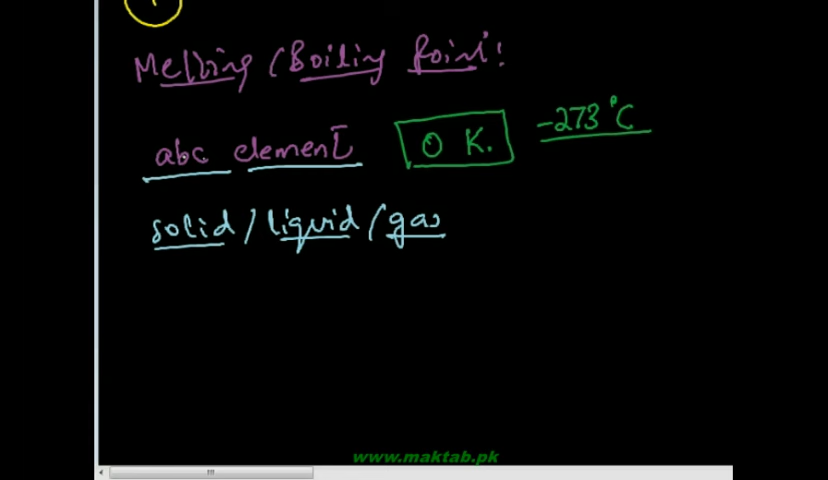 Melting / Boiling Point:
abc element 0 K. -273°C
solid / liquid / gas
www.maktab.pk